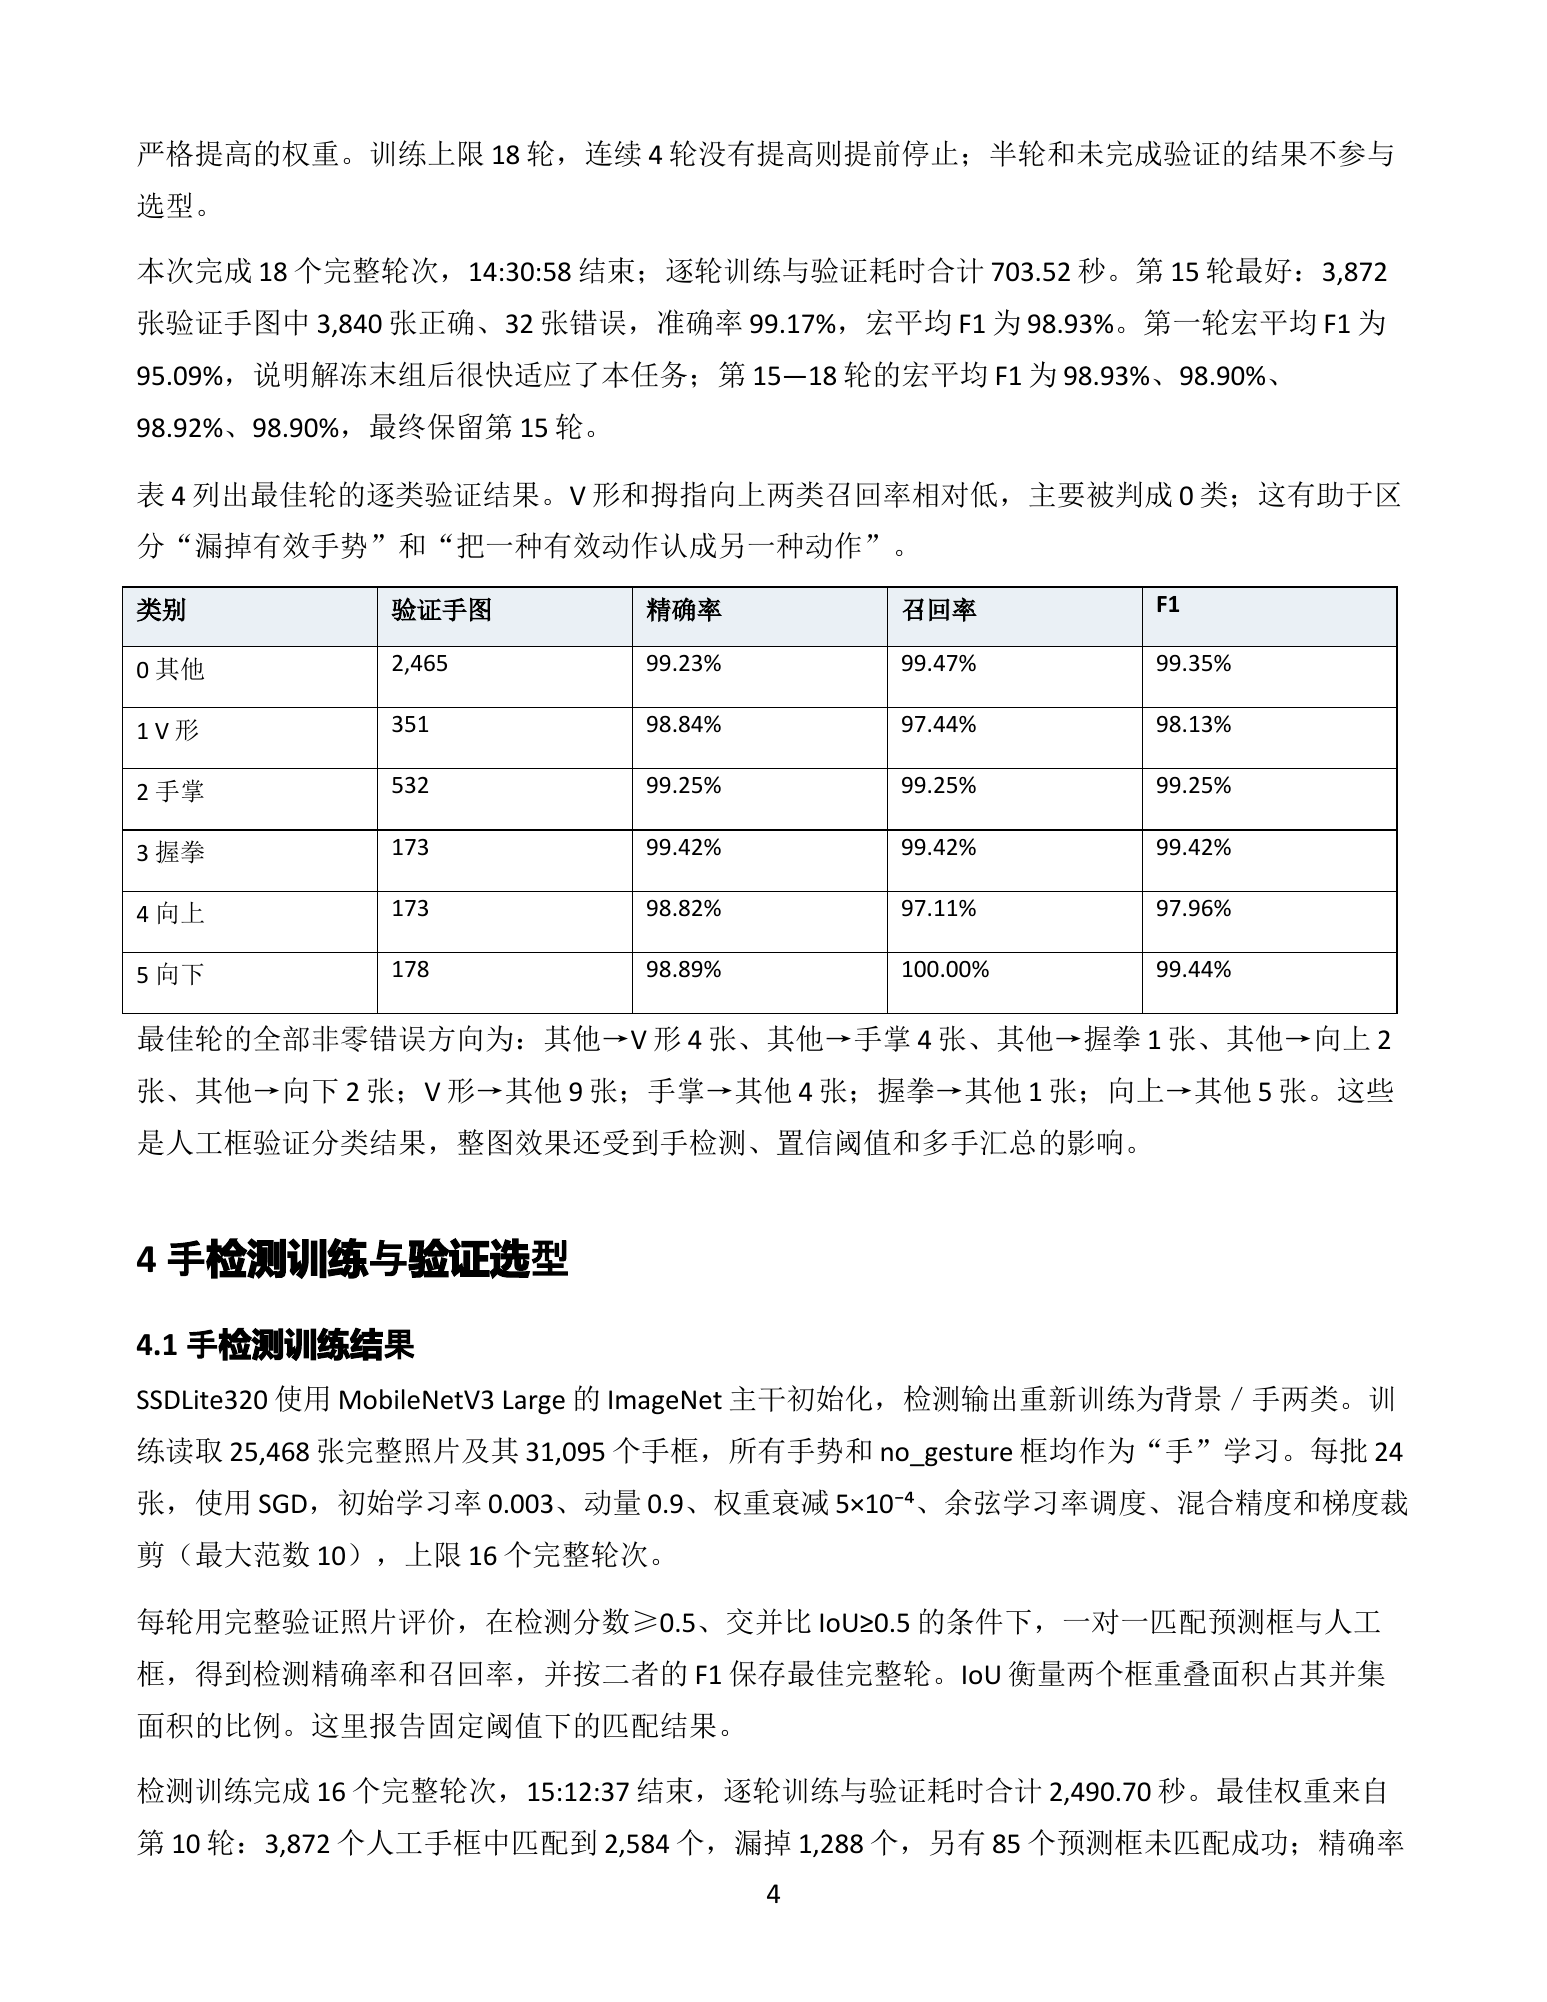 严格提高的权重。训练上限 18 轮，连续 4 轮没有提高则提前停止；半轮和未完成验证的结果不参与
选型。
本次完成 18 个完整轮次，14:30:58 结束；逐轮训练与验证耗时合计 703.52 秒。第 15 轮最好：3,872
张验证手图中 3,840 张正确、32 张错误，准确率 99.17%，宏平均 F1 为 98.93%。第一轮宏平均 F1 为
95.09%，说明解冻末组后很快适应了本任务；第 15—18 轮的宏平均 F1 为 98.93%、98.90%、
98.92%、98.90%，最终保留第 15 轮。
表 4 列出最佳轮的逐类验证结果。V 形和拇指向上两类召回率相对低，主要被判成 0 类；这有助于区
分“漏掉有效手势”和“把一种有效动作认成另一种动作”。
类别 验证手图 精确率 召回率 F1
0 其他 2,465 99.23% 99.47% 99.35%
1 V 形 351 98.84% 97.44% 98.13%
2 手掌 532 99.25% 99.25% 99.25%
3 握拳 173 99.42% 99.42% 99.42%
4 向上 173 98.82% 97.11% 97.96%
5 向下 178 98.89% 100.00% 99.44%
最佳轮的全部非零错误方向为：其他→V 形 4 张、其他→手掌 4 张、其他→握拳 1 张、其他→向上 2
张、其他→向下 2 张；V 形→其他 9 张；手掌→其他 4 张；握拳→其他 1 张；向上→其他 5 张。这些
是人工框验证分类结果，整图效果还受到手检测、置信阈值和多手汇总的影响。
4 手检测训练与验证选型
4.1 手检测训练结果
SSDLite320 使用 MobileNetV3 Large 的 ImageNet 主干初始化，检测输出重新训练为背景／手两类。训
练读取 25,468 张完整照片及其 31,095 个手框，所有手势和 no_gesture 框均作为“手”学习。每批 24
张，使用 SGD，初始学习率 0.003、动量 0.9、权重衰减 5×10⁻⁴、余弦学习率调度、混合精度和梯度裁
剪（最大范数 10），上限 16 个完整轮次。
每轮用完整验证照片评价，在检测分数≥0.5、交并比 IoU≥0.5 的条件下，一对一匹配预测框与人工
框，得到检测精确率和召回率，并按二者的 F1 保存最佳完整轮。IoU 衡量两个框重叠面积占其并集
面积的比例。这里报告固定阈值下的匹配结果。
检测训练完成 16 个完整轮次，15:12:37 结束，逐轮训练与验证耗时合计 2,490.70 秒。最佳权重来自
第 10 轮：3,872 个人工手框中匹配到 2,584 个，漏掉 1,288 个，另有 85 个预测框未匹配成功；精确率
4